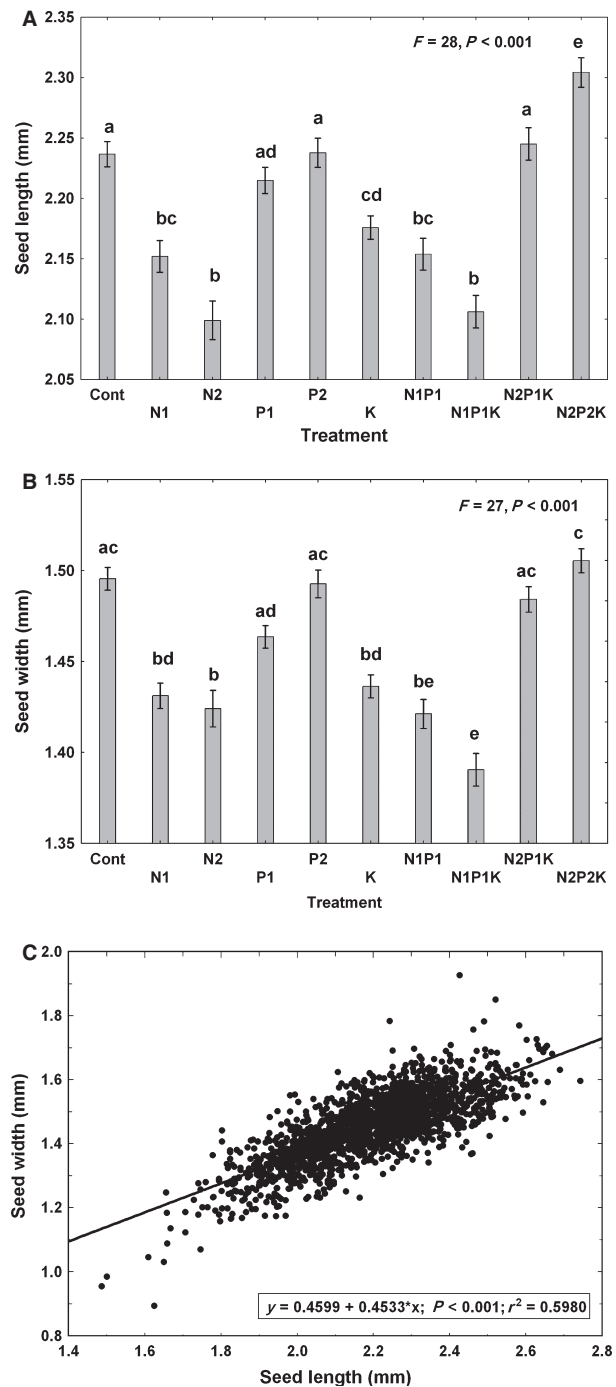 A
2.35
F = 28, P < 0.001
e
2.30
a
a
a
2.25
ad
cd
bc
bc
2.20
b
b
2.15
2.10
2.05
Seed length (mm)
Cont N2 P2 N1P1 N2P1K
N1 P1 K N1P1K N2P2K
Treatment
B
1.55
F = 27, P < 0.001
c
ac
ac
ac
1.50
ad
bd
b
bd
be
1.45
e
1.40
1.35
Seed width (mm)
Cont N2 P2 N1P1 N2P1K
N1 P1 K N1P1K N2P2K
Treatment
C
2.0
1.8
1.6
1.4
1.2
1.0
0.8
Seed width (mm)
y = 0.4599 + 0.4533*x; P < 0.001; r² = 0.5980
1.4 1.6 1.8 2.0 2.2 2.4 2.6 2.8
Seed length (mm)